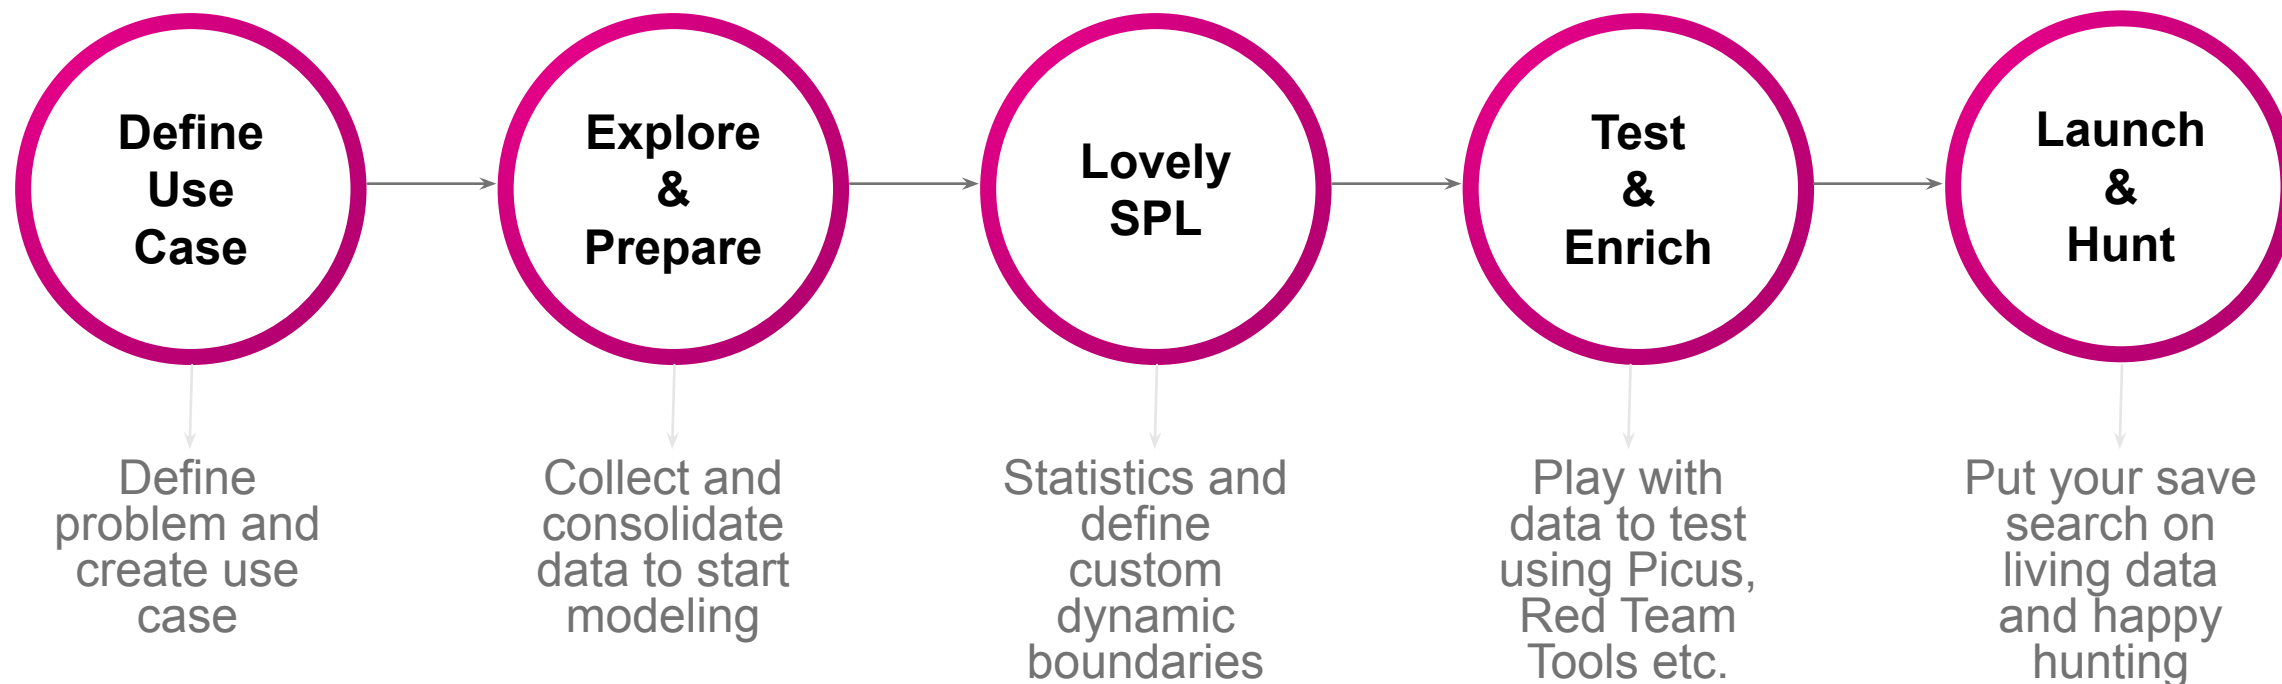 Define
Use
Case
Explore
&
Prepare
Lovely
SPL
Test
&
Enrich
Launch
&
Hunt
Define
problem and
create use
case
Collect and
consolidate
data to start
modeling
Statistics and
define
custom
dynamic
boundaries
Play with
data to test
using Picus,
Red Team
Tools etc.
Put your save
search on
living data
and happy
hunting